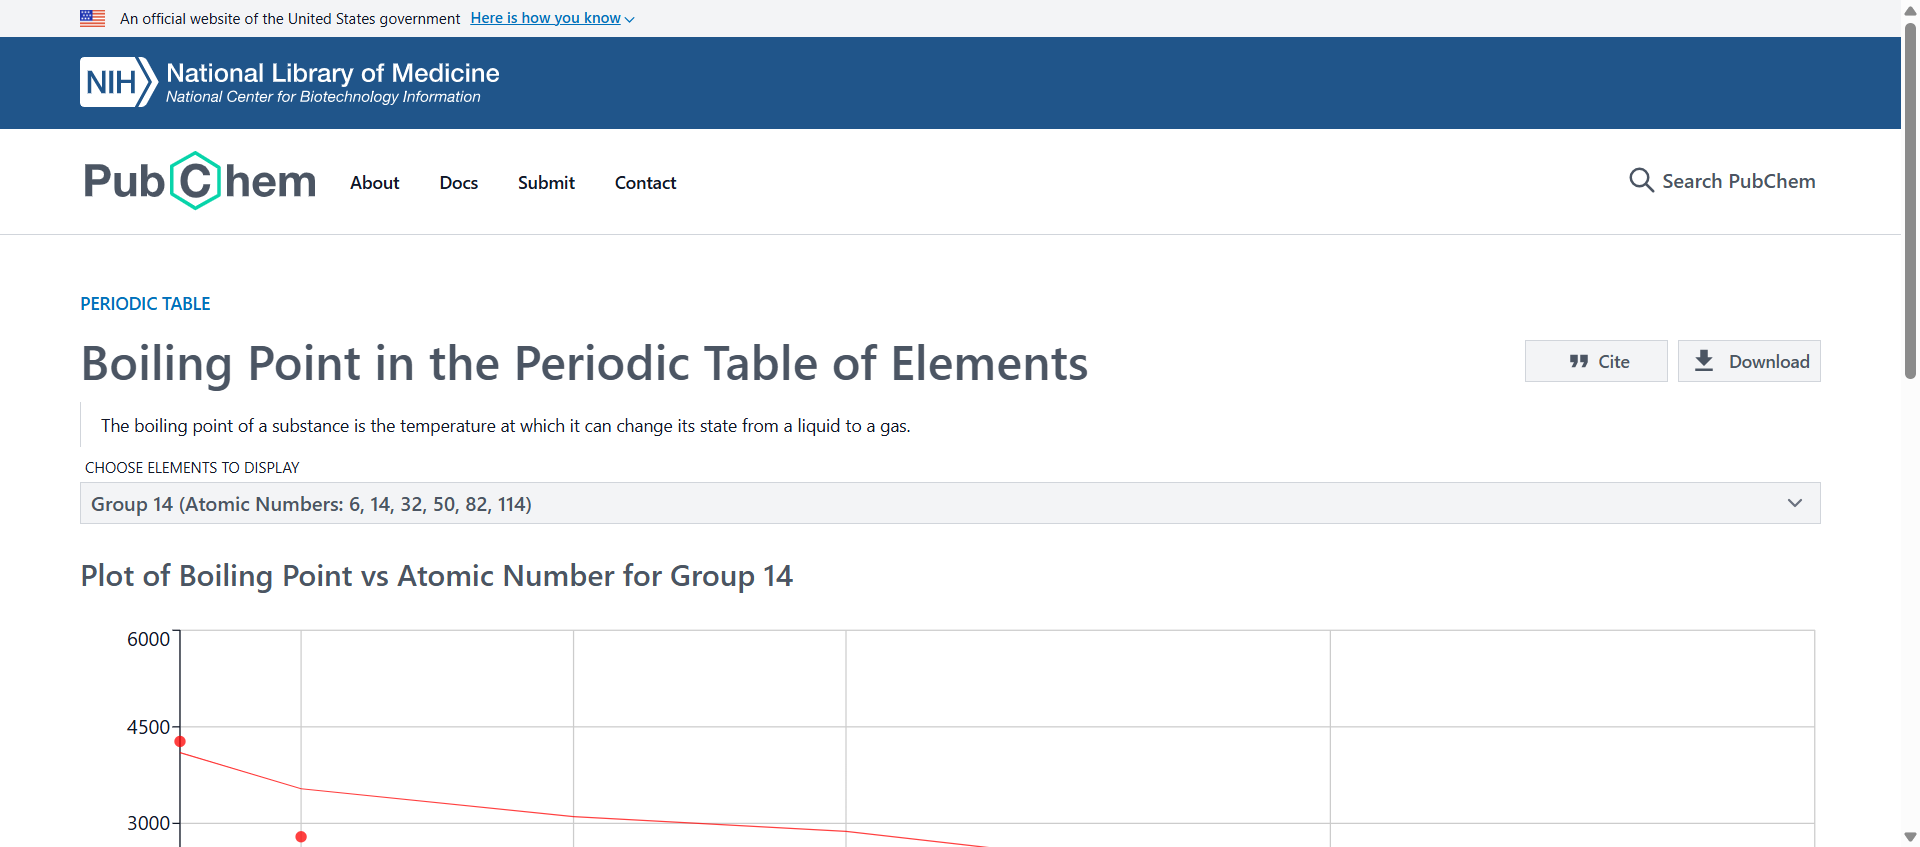 An official website of the United States government Here is how you know
NIH National Library of Medicine
National Center for Biotechnology Information
PubChem About Docs Submit Contact Search PubChem
PERIODIC TABLE
Boiling Point in the Periodic Table of Elements
Cite Download
The boiling point of a substance is the temperature at which it can change its state from a liquid to a gas.
CHOOSE ELEMENTS TO DISPLAY
Group 14 (Atomic Numbers: 6, 14, 32, 50, 82, 114)
Plot of Boiling Point vs Atomic Number for Group 14
6000
4500
3000